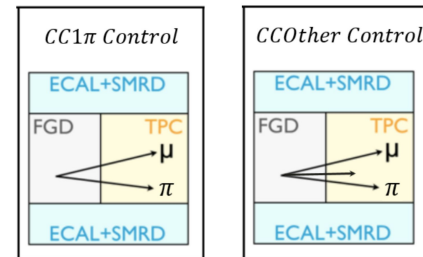 CC1π Control
ECAL+SMRD
FGD TPC
μ
π
ECAL+SMRD
CCOther Control
ECAL+SMRD
FGD TPC
μ
π
ECAL+SMRD